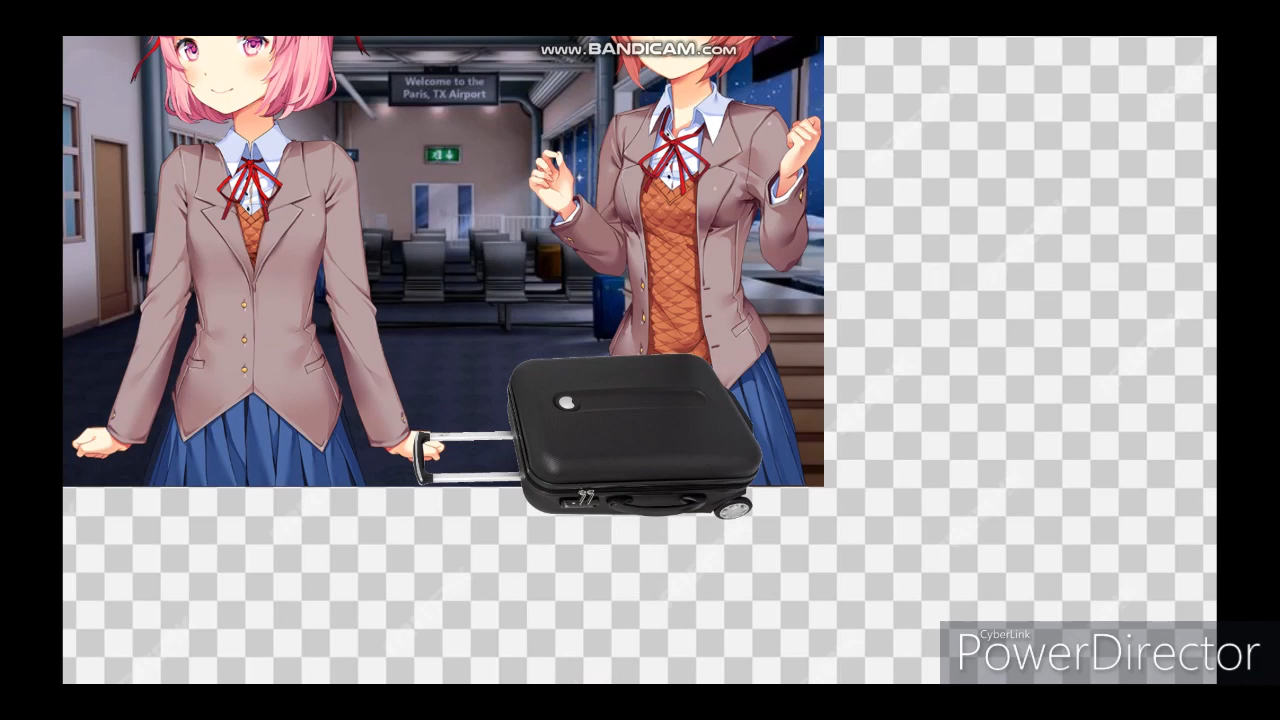 www.BANDICAM.com
Welcome to the
Paris, TX Airport
CyberLink
PowerDirector